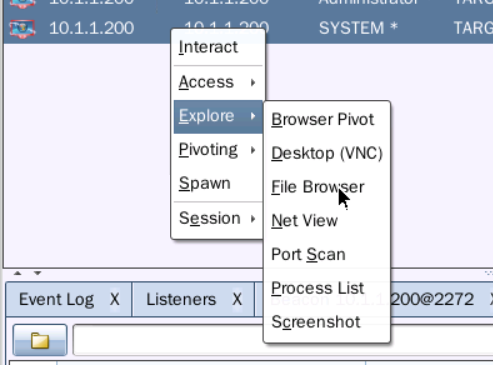 10.1.1.200 10.1.1.200 Administrator TARG
10.1.1.200 10.1.1.200 SYSTEM * TARG
Interact
Access
Explore
Pivoting
Spawn
Session
Browser Pivot
Desktop (VNC)
File Browser
Net View
Port Scan
Process List
Screenshot
Event Log X Listeners X Beacon 10.1.1.200@2272 X